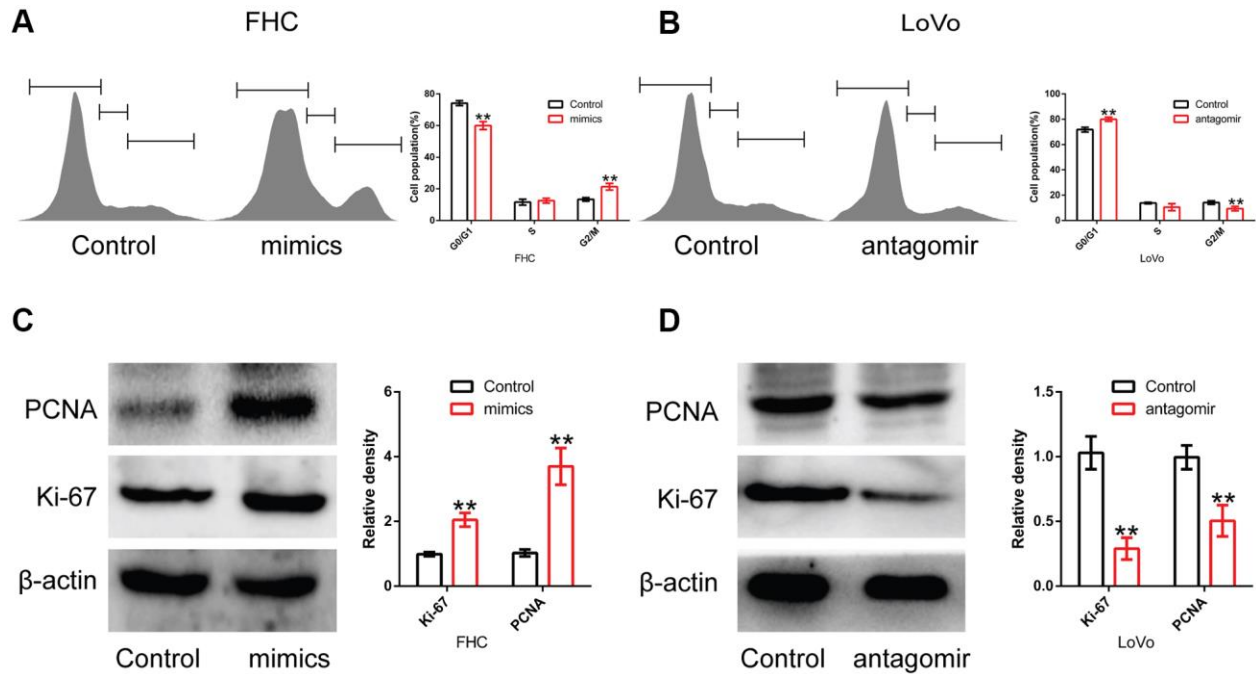 A
FHC
Control
mimics
Cell population(%)
80
60
40
20
0
Control
mimics
**
**
G0/G1
S
G2/M
FHC
B
LoVo
Control
antagomir
Cell population(%)
100
80
60
40
20
0
Control
antagomir
**
**
G0/G1
S
G2/M
LoVo
C
PCNA
Ki-67
β-actin
Control
mimics
Relative density
6
4
2
0
Control
mimics
**
**
Ki-67
PCNA
FHC
D
PCNA
Ki-67
β-actin
Control
antagomir
Relative density
1.5
1.0
0.5
0.0
Control
antagomir
**
**
Ki-67
PCNA
LoVo